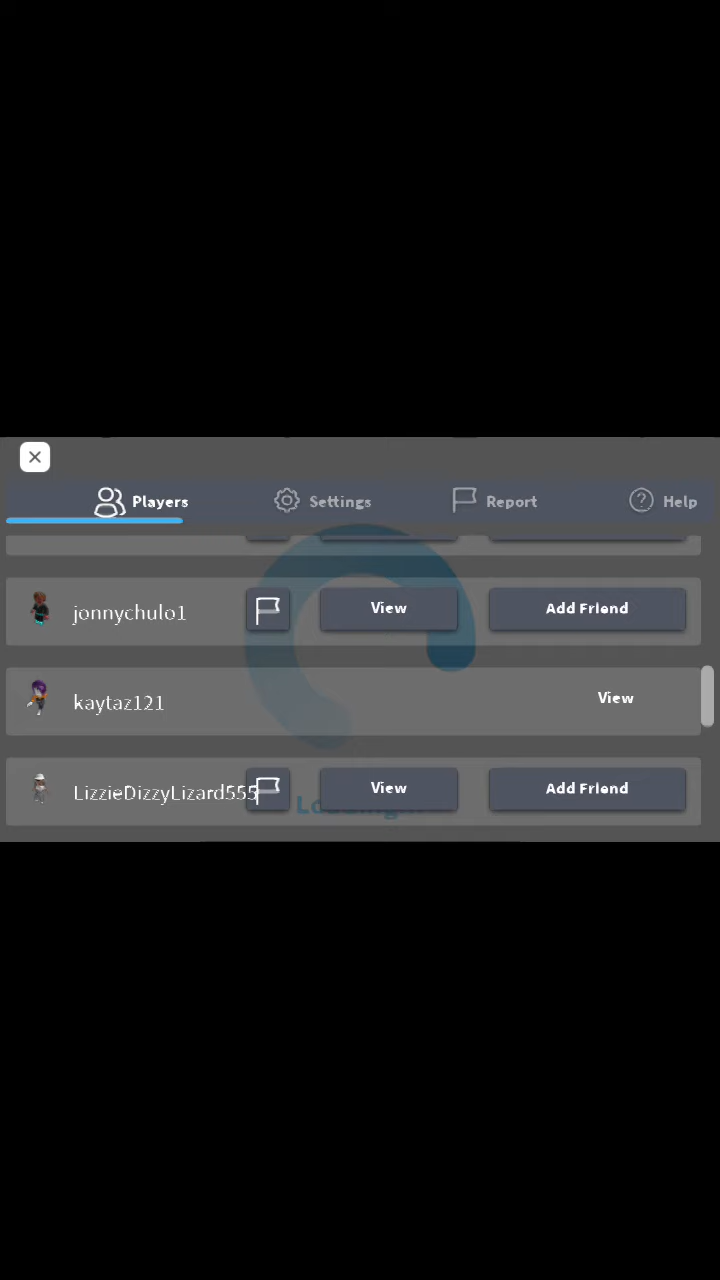 Players Settings Report Help
jonnychulo1 View Add Friend
kaytaz121 View
LizzieDizzyLizard555 View Add Friend